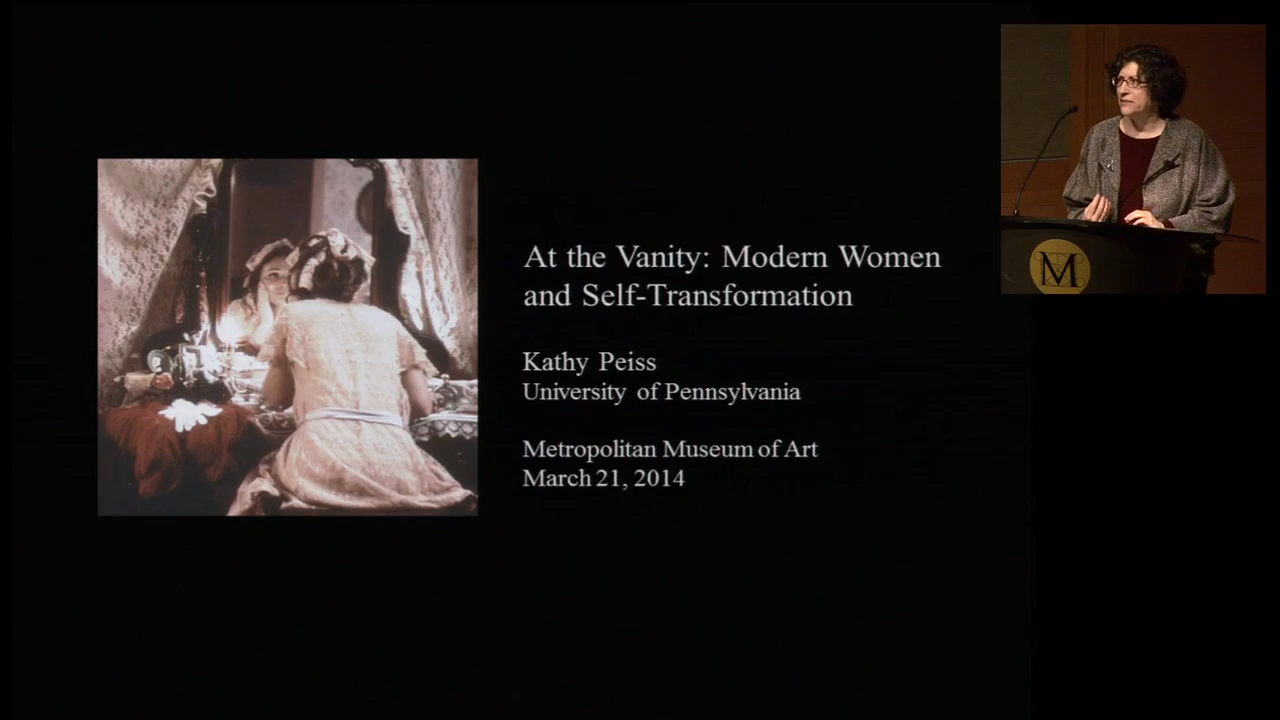 At the Vanity: Modern Women
and Self-Transformation
Kathy Peiss
University of Pennsylvania
Metropolitan Museum of Art
March 21, 2014
M